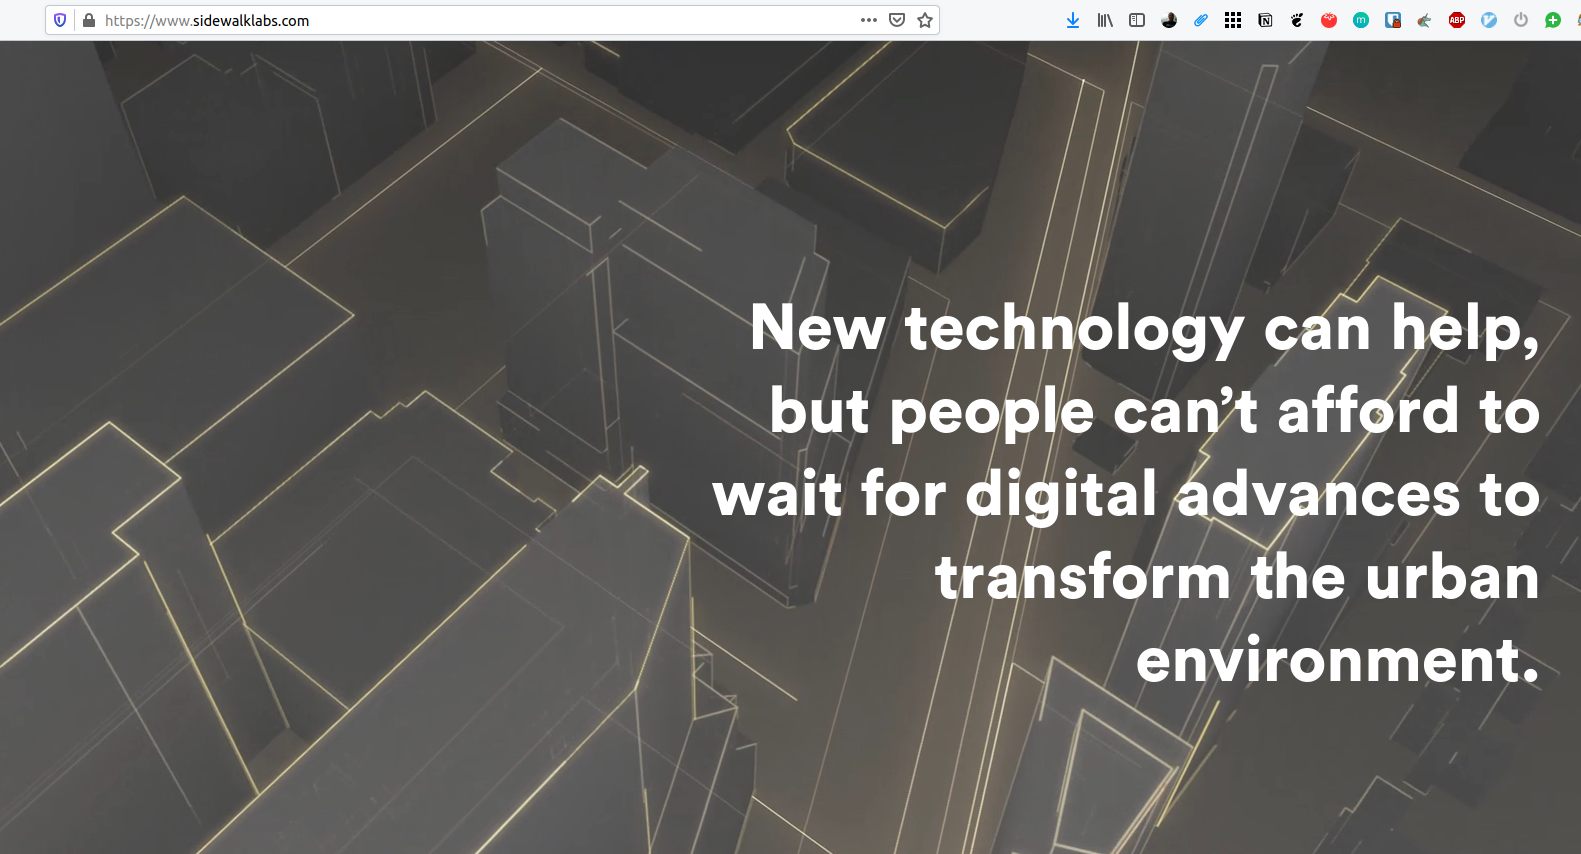 https://www.sidewalklabs.com
ABP
New technology can help,
but people can’t afford to
wait for digital advances to
transform the urban
environment.